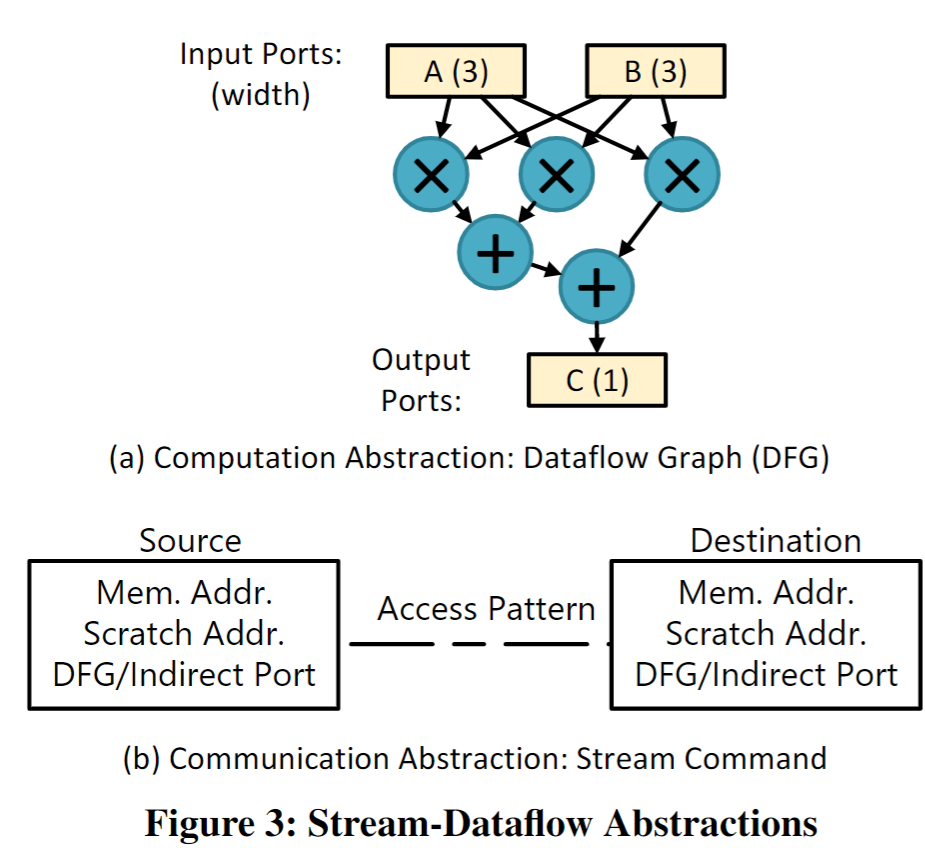 Input Ports:
(width)
A (3)
B (3)
×
×
×
+
+
Output
Ports:
C (1)
(a) Computation Abstraction: Dataflow Graph (DFG)
Source
Destination
Mem. Addr.
Scratch Addr.
DFG/Indirect Port
Access Pattern
Mem. Addr.
Scratch Addr.
DFG/Indirect Port
(b) Communication Abstraction: Stream Command
Figure 3: Stream-Dataflow Abstractions